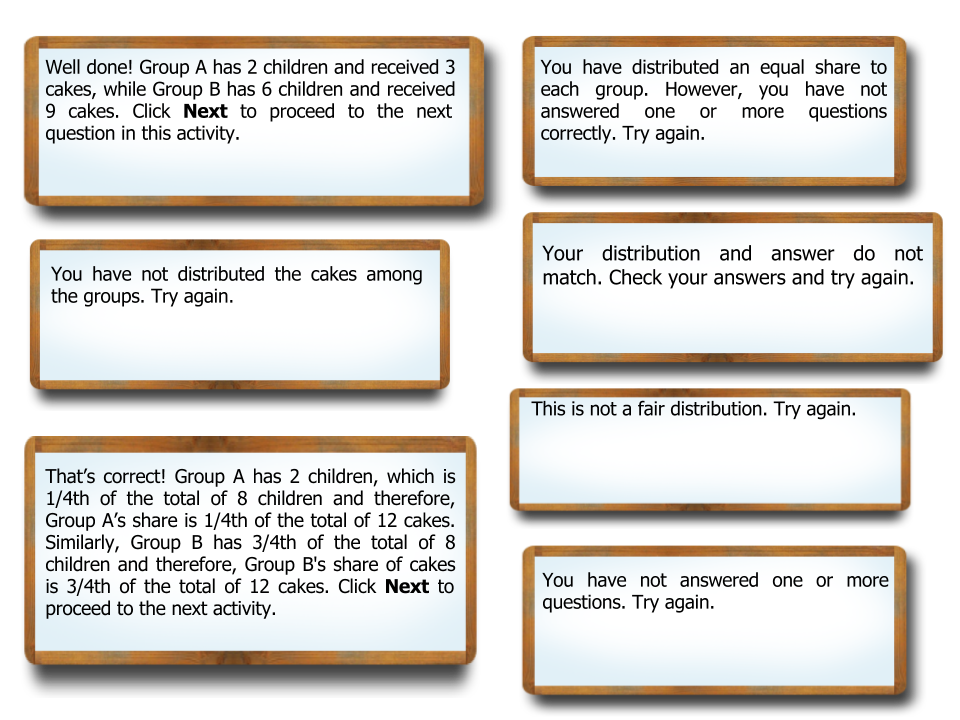 Well done! Group A has 2 children and received 3
cakes, while Group B has 6 children and received
9 cakes. Click Next to proceed to the next
question in this activity.
You have not distributed the cakes among
the groups. Try again.
That’s correct! Group A has 2 children, which is
1/4th of the total of 8 children and therefore,
Group A’s share is 1/4th of the total of 12 cakes.
Similarly, Group B has 3/4th of the total of 8
children and therefore, Group B's share of cakes
is 3/4th of the total of 12 cakes. Click Next to
proceed to the next activity.
You have distributed an equal share to
each group. However, you have not
answered one or more questions
correctly. Try again.
Your distribution and answer do not
match. Check your answers and try again.
This is not a fair distribution. Try again.
You have not answered one or more
questions. Try again.